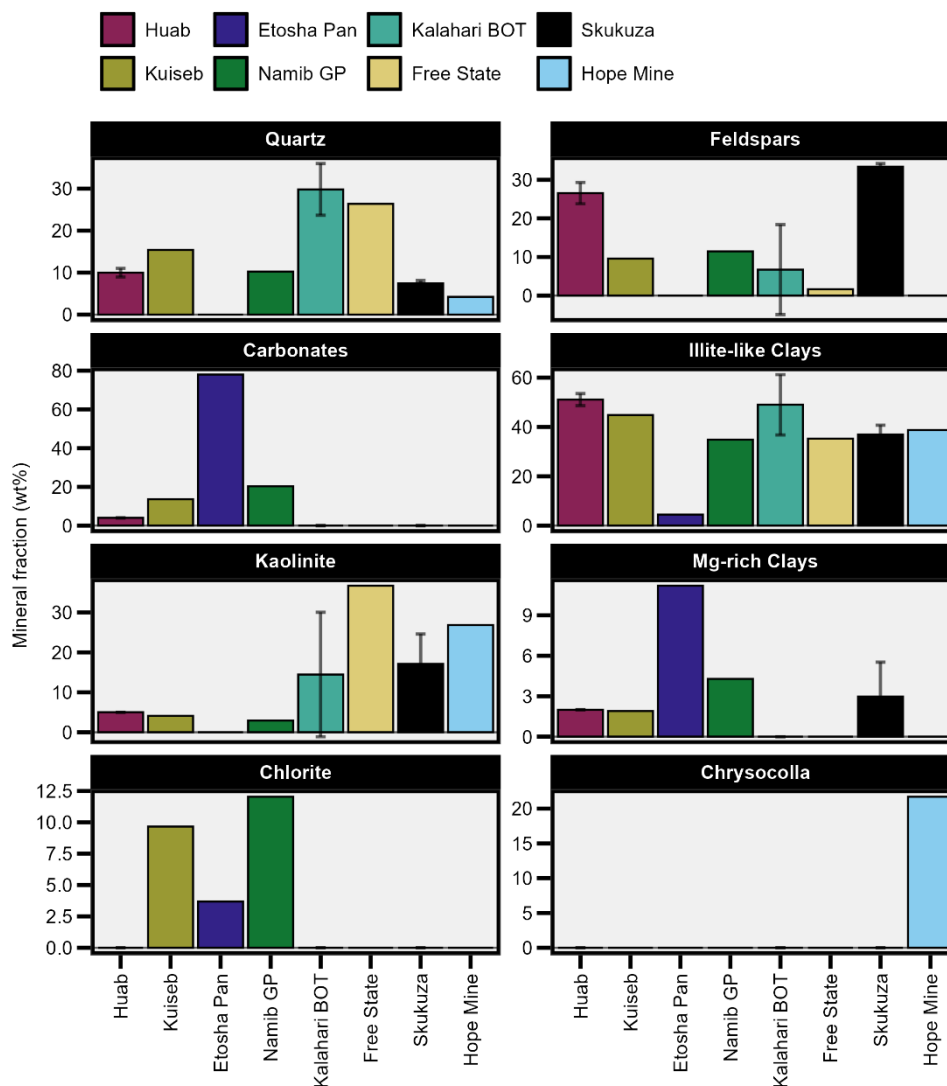 Huab Etosha Pan Kalahari BOT Skukuza
Kuiseb Namib GP Free State Hope Mine
Quartz Feldspars
30
20
10
0
30
20
10
0
Carbonates Illite-like Clays
80
60
40
20
0
60
40
20
0
Mineral fraction (wt%)
Kaolinite Mg-rich Clays
30
20
10
0
9
6
3
0
Chlorite Chrysocolla
12.5
10.0
7.5
5.0
2.5
0.0
20
15
25
10
5
0
Huab
Kuiseb
Etosha Pan
Namib GP
Kalahari BOT
Free State
Skukuza
Hope Mine
Huab
Kuiseb
Etosha Pan
Namib GP
Kalahari BOT
Free State
Skukuza
Hope Mine